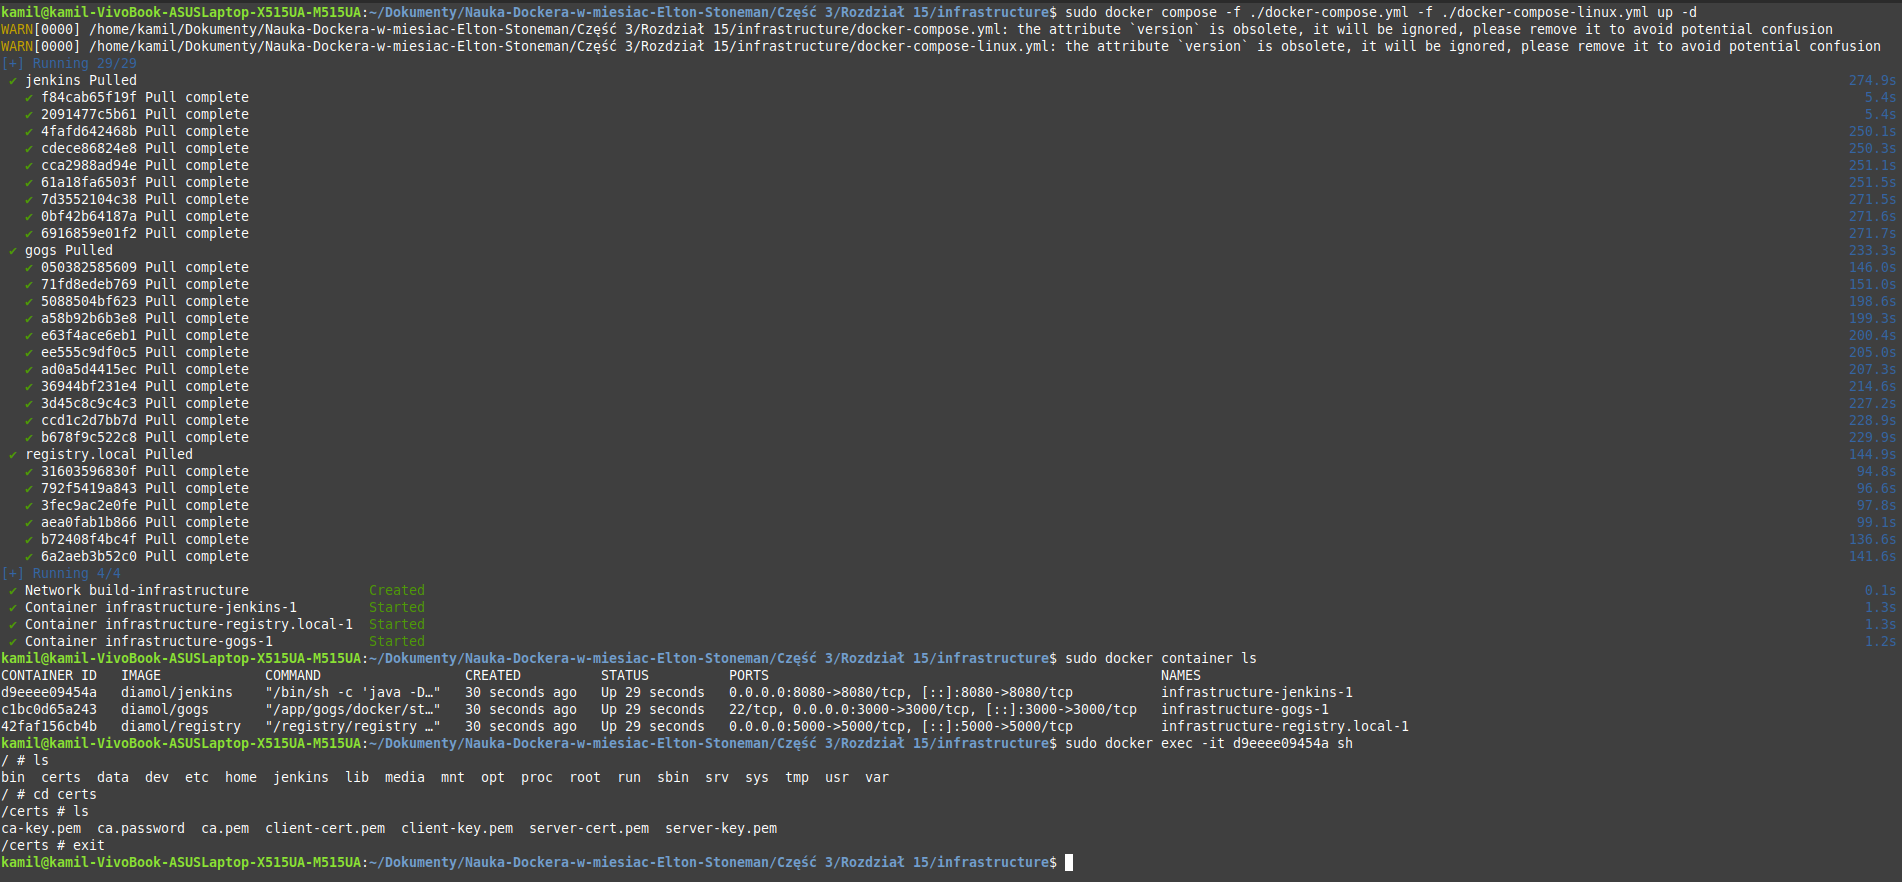 kamil@kamil-VivoBook-ASUSLaptop-X515UA-M515UA:~/Dokumenty/Nauka-Dockera-w-miesiac-Elton-Stoneman/Część 3/Rozdział 15/infrastructure$ sudo docker compose -f ./docker-compose.yml -f ./docker-compose-linux.yml up -d
WARN[0000] /home/kamil/Dokumenty/Nauka-Dockera-w-miesiac-Elton-Stoneman/Część 3/Rozdział 15/infrastructure/docker-compose.yml: the attribute `version` is obsolete, it will be ignored, please remove it to avoid potential confusion
WARN[0000] /home/kamil/Dokumenty/Nauka-Dockera-w-miesiac-Elton-Stoneman/Część 3/Rozdział 15/infrastructure/docker-compose-linux.yml: the attribute `version` is obsolete, it will be ignored, please remove it to avoid potential confusion
[+] Running 29/29
✔ jenkins Pulled 274.9s
✔ f84cab65f19f Pull complete 5.4s
✔ 2091477c5b61 Pull complete 5.4s
✔ 4fafd642468b Pull complete 250.1s
✔ cdece86824e8 Pull complete 250.3s
✔ cca2988ad94e Pull complete 251.1s
✔ 61a18fa6503f Pull complete 251.5s
✔ 7d3552104c38 Pull complete 271.5s
✔ 0bf42b64187a Pull complete 271.6s
✔ 6916859e01f2 Pull complete 271.7s
✔ gogs Pulled 233.3s
✔ 050382585609 Pull complete 146.0s
✔ 71fd8edeb769 Pull complete 151.0s
✔ 5088504bf623 Pull complete 198.6s
✔ a58b92b6b3e8 Pull complete 199.3s
✔ e63f4ace6eb1 Pull complete 200.4s
✔ ee555c9df0c5 Pull complete 205.0s
✔ ad0a5d4415ec Pull complete 207.3s
✔ 36944bf231e4 Pull complete 214.6s
✔ 3d45c8c9c4c3 Pull complete 227.2s
✔ ccd1c2d7bb7d Pull complete 228.9s
✔ b678f9c522c8 Pull complete 229.9s
✔ registry.local Pulled 144.9s
✔ 31603596830f Pull complete 94.8s
✔ 792f5419a843 Pull complete 96.6s
✔ 3fec9ac2e0fe Pull complete 97.8s
✔ aea0fab1b866 Pull complete 99.1s
✔ b72408f4bc4f Pull complete 136.6s
✔ 6a2aeb3b52c0 Pull complete 141.6s
[+] Running 4/4
✔ Network build-infrastructure Created 0.1s
✔ Container infrastructure-jenkins-1 Started 1.3s
✔ Container infrastructure-registry.local-1 Started 1.3s
✔ Container infrastructure-gogs-1 Started 1.2s
kamil@kamil-VivoBook-ASUSLaptop-X515UA-M515UA:~/Dokumenty/Nauka-Dockera-w-miesiac-Elton-Stoneman/Część 3/Rozdział 15/infrastructure$ sudo docker container ls
CONTAINER ID IMAGE COMMAND CREATED STATUS PORTS NAMES
d9eeee09454a diamol/jenkins "/bin/sh -c 'java -D…" 30 seconds ago Up 29 seconds 0.0.0.0:8080->8080/tcp, [::]:8080->8080/tcp infrastructure-jenkins-1
c1bc0d65a243 diamol/gogs "/app/gogs/docker/st…" 30 seconds ago Up 29 seconds 22/tcp, 0.0.0.0:3000->3000/tcp, [::]:3000->3000/tcp infrastructure-gogs-1
42faf156cb4b diamol/registry "/registry/registry …" 30 seconds ago Up 29 seconds 0.0.0.0:5000->5000/tcp, [::]:5000->5000/tcp infrastructure-registry.local-1
kamil@kamil-VivoBook-ASUSLaptop-X515UA-M515UA:~/Dokumenty/Nauka-Dockera-w-miesiac-Elton-Stoneman/Część 3/Rozdział 15/infrastructure$ sudo docker exec -it d9eeee09454a sh
/ # ls
bin certs data dev etc home jenkins lib media mnt opt proc root run sbin srv sys tmp usr var
/ # cd certs
/certs # ls
ca-key.pem ca.password ca.pem client-cert.pem client-key.pem server-cert.pem server-key.pem
/certs # exit
kamil@kamil-VivoBook-ASUSLaptop-X515UA-M515UA:~/Dokumenty/Nauka-Dockera-w-miesiac-Elton-Stoneman/Część 3/Rozdział 15/infrastructure$